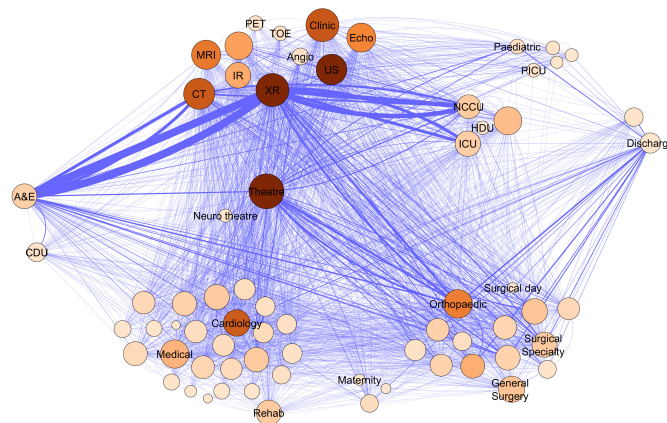 PET
TOE
Clinic
Echo
MRI
Angio
IR
US
CT
XR
Paediatric
PICU
NCCU
HDU
ICU
Discharg
A&E
Theatre
Neuro theatre
CDU
Surgical day
Orthopaedic
Cardiology
Medical
Surgical
Specialty
Maternity
General
Surgery
Rehab